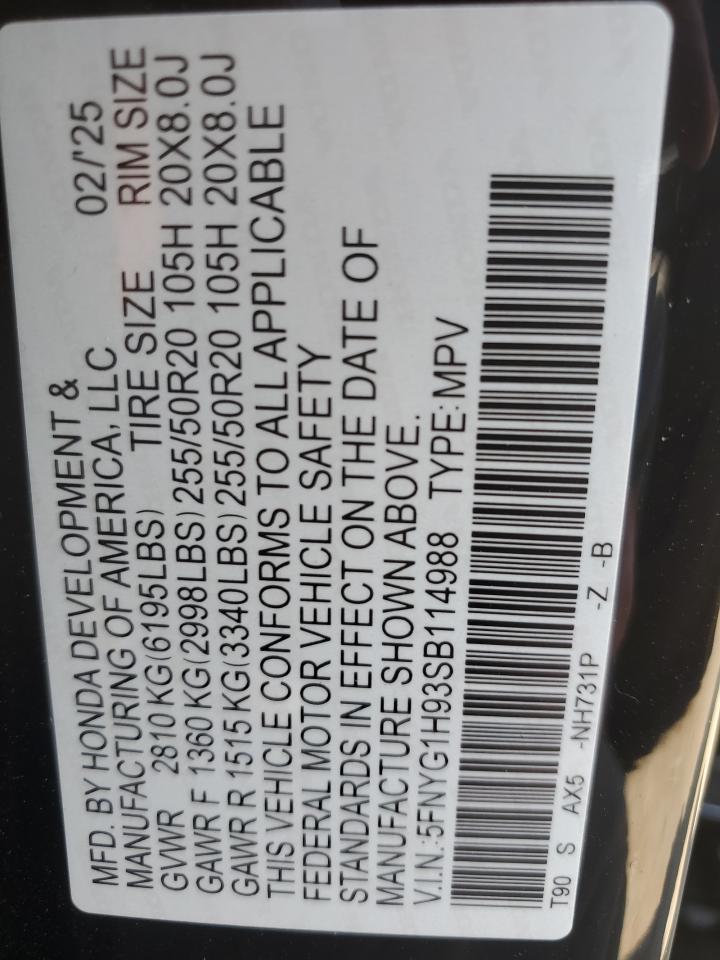 MFD. BY HONDA DEVELOPMENT & 02/'25
MANUFACTURING OF AMERICA, LLC
TIRE SIZE RIM SIZE
GVWR 2810 KG(6195LBS)
GAWR F 1360 KG(2998LBS) 255/50R20 105H 20X8.0J
GAWR R 1515 KG(3340LBS) 255/50R20 105H 20X8.0J
THIS VEHICLE CONFORMS TO ALL APPLICABLE
FEDERAL MOTOR VEHICLE SAFETY
STANDARDS IN EFFECT ON THE DATE OF
MANUFACTURE SHOWN ABOVE.
V.I.N.:5FNYG1H93SB114988 TYPE: MPV
T90 S AX5 -NH731P -Z -B